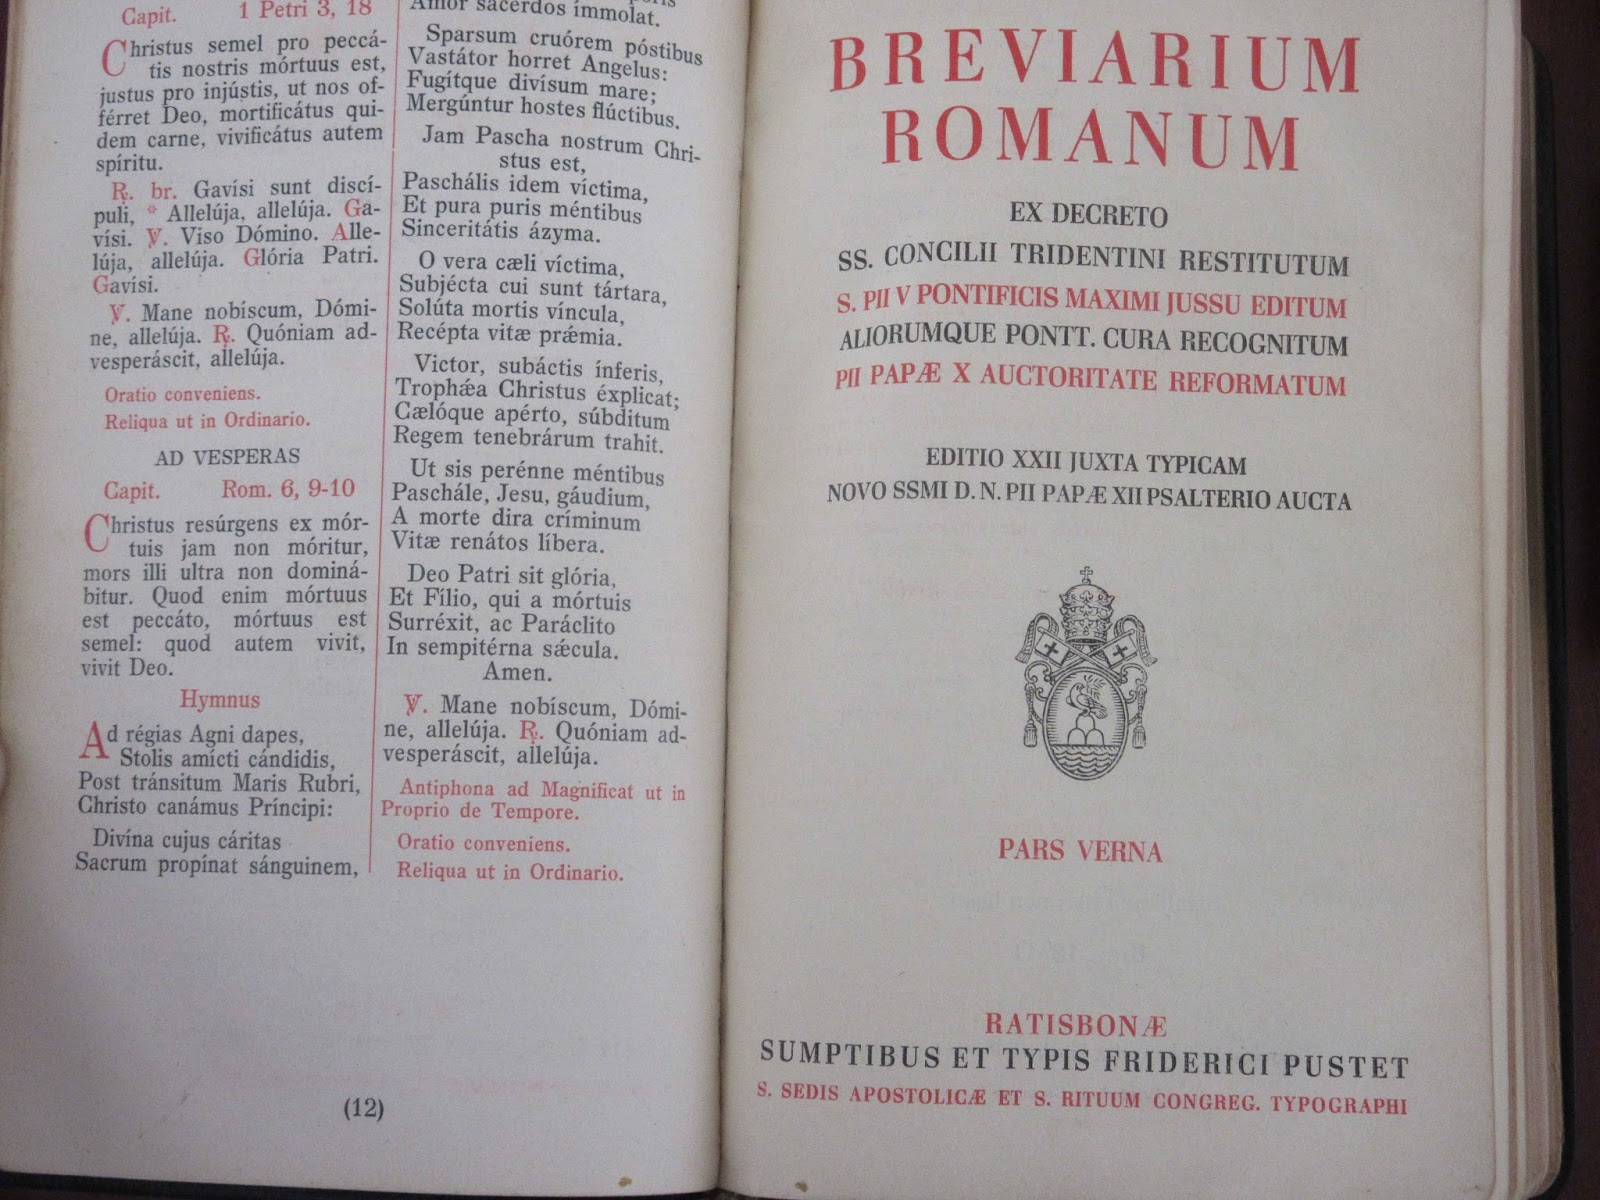 Capit. 1 Petri 3, 18
Christus semel pro peccá-
tis nostris mórtuus est,
justus pro injústis, ut nos of-
férret Deo, mortificátus qui-
dem carne, vivificátus autem
spíritu.
℟. br. Gavísi sunt discí-
puli, * Allelúja, allelúja. Ga-
vísi. ℣. Viso Dómino. Alle-
lúja, allelúja. Glória Patri.
Gavísi.
℣. Mane nobíscum, Dómi-
ne, allelúja. ℟. Quóniam ad-
vesperáscit, allelúja.
Oratio conveniens.
Reliqua ut in Ordinario.
AD VESPERAS
Capit. Rom. 6, 9-10
Christus resúrgens ex mór-
tuis jam non móritur,
mors illi ultra non dominá-
bitur. Quod enim mórtuus
est peccáto, mórtuus est
semel: quod autem vivit,
vivit Deo.
Hymnus
Ad régias Agni dapes,
Stolis amícti cándidis,
Post tránsitum Maris Rubri,
Christo canámus Príncipi:
Divína cujus cáritas
Sacrum propínat sánguinem,
Amor sacérdos ímmolat.
Sparsum cruórem póstibus
Vastátor horret Angelus:
Fugítque divísum mare;
Mergúntur hostes flúctibus.
Jam Pascha nostrum Chri-
stus est,
Paschális idem víctima,
Et pura puris méntibus
Sinceritátis ázyma.
O vera cæli víctima,
Subjécta cui sunt tártara,
Solúta mortis víncula,
Recépta vitæ prǽmia.
Victor, subáctis ínferis,
Trophǽa Christus éxplicat;
Cælóque apérto, súbditum
Regem tenebrárum trahit.
Ut sis perénne méntibus
Paschále, Jesu, gáudium,
A morte dira críminum
Vitæ renátos líbera.
Deo Patri sit glória,
Et Fílio, qui a mórtuis
Surréxit, ac Paráclito
In sempitérna sǽcula.
Amen.
℣. Mane nobíscum, Dómi-
ne, allelúja. ℟. Quóniam ad-
vesperáscit, allelúja.
Antiphona ad Magnificat ut in
Proprio de Tempore.
Oratio conveniens.
Reliqua ut in Ordinario.
(12)
BREVIARIUM
ROMANUM
EX DECRETO
SS. CONCILII TRIDENTINI RESTITUTUM
S. PII V PONTIFICIS MAXIMI JUSSU EDITUM
ALIORUMQUE PONTT. CURA RECOGNITUM
PII PAPÆ X AUCTORITATE REFORMATUM
EDITIO XXII JUXTA TYPICAM
NOVO SSMI D. N. PII PAPÆ XII PSALTERIO AUCTA
PARS VERNA
RATISBONÆ
SUMPTIBUS ET TYPIS FRIDERICI PUSTET
S. SEDIS APOSTOLICÆ ET S. RITUUM CONGREG. TYPOGRAPHI